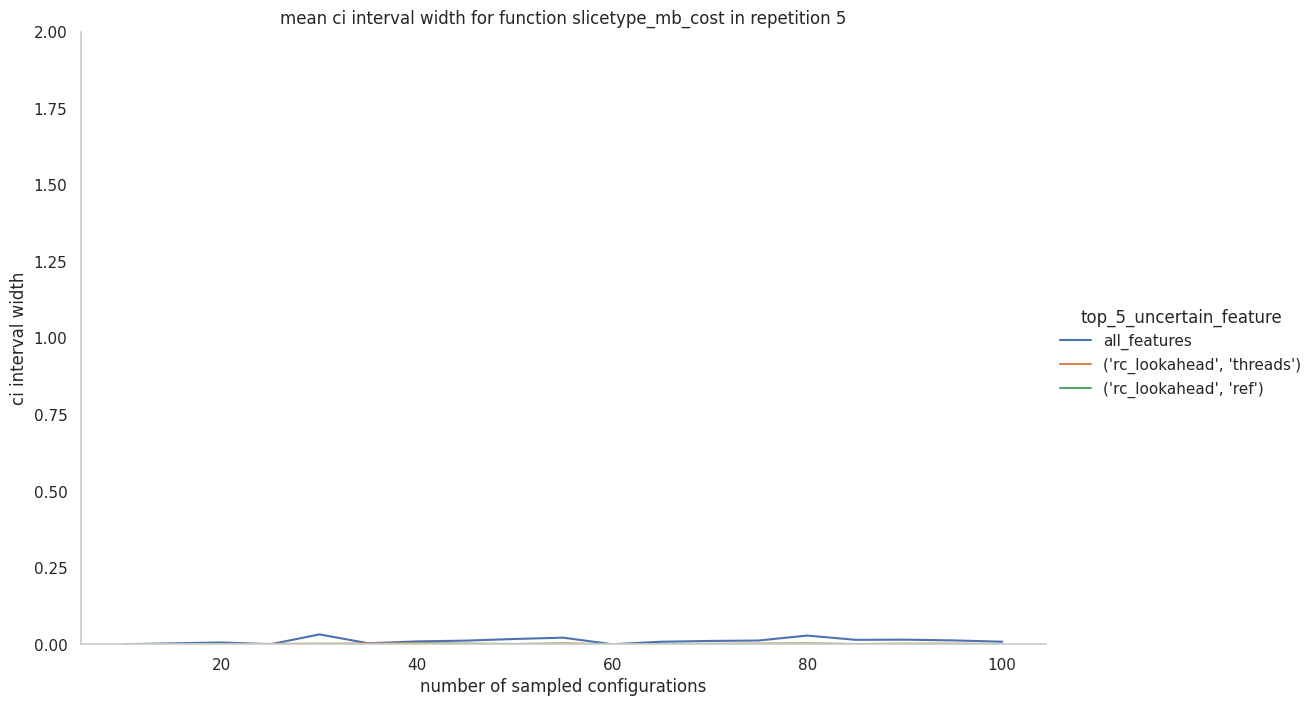 mean ci interval width for function slicetype_mb_cost in repetition 5
2.00
1.75
1.50
1.25
1.00
0.75
0.50
0.25
0.00
ci interval width
20
40
60
80
100
number of sampled configurations
top_5_uncertain_feature
all_features
('rc_lookahead', 'threads')
('rc_lookahead', 'ref')